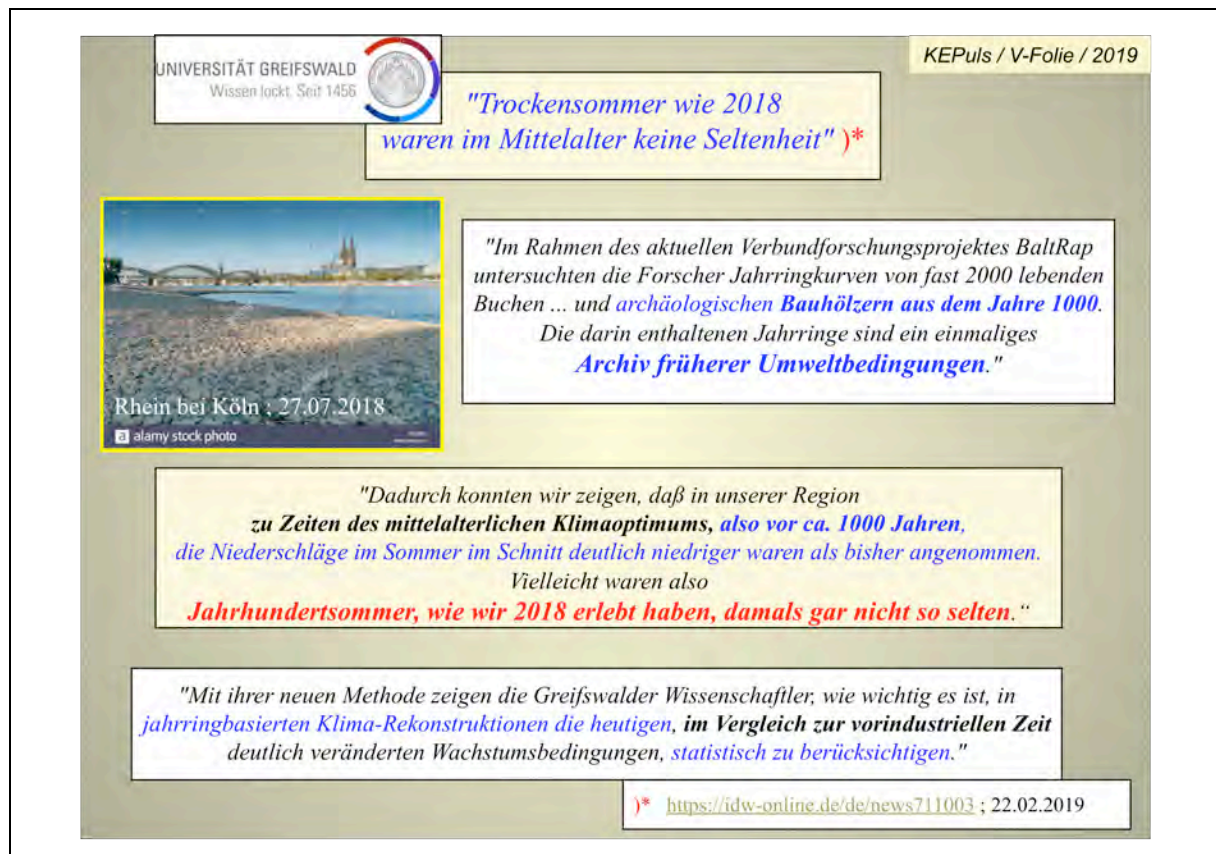 UNIVERSITÄT GREIFSWALD
Wissen lockt. Seit 1456
KEPuls / V-Folie / 2019
"Trockensommer wie 2018
waren im Mittelalter keine Seltenheit" )*
"Im Rahmen des aktuellen Verbundforschungsprojektes BaltRap
untersuchten die Forscher Jahrringkurven von fast 2000 lebenden
Buchen ... und archäologischen Bauhölzern aus dem Jahre 1000.
Die darin enthaltenen Jahrringe sind ein einmaliges
Archiv früherer Umweltbedingungen."
Rhein bei Köln ; 27.07.2018
a alamy stock photo
"Dadurch konnten wir zeigen, daß in unserer Region
zu Zeiten des mittelalterlichen Klimaoptimums, also vor ca. 1000 Jahren,
die Niederschläge im Sommer im Schnitt deutlich niedriger waren als bisher angenommen.
Vielleicht waren also
Jahrhundertsommer, wie wir 2018 erlebt haben, damals gar nicht so selten.“
"Mit ihrer neuen Methode zeigen die Greifswalder Wissenschaftler, wie wichtig es ist, in
jahrringbasierten Klima-Rekonstruktionen die heutigen, im Vergleich zur vorindustriellen Zeit
deutlich veränderten Wachstumsbedingungen, statistisch zu berücksichtigen."
)* https://idw-online.de/de/news711003 ; 22.02.2019